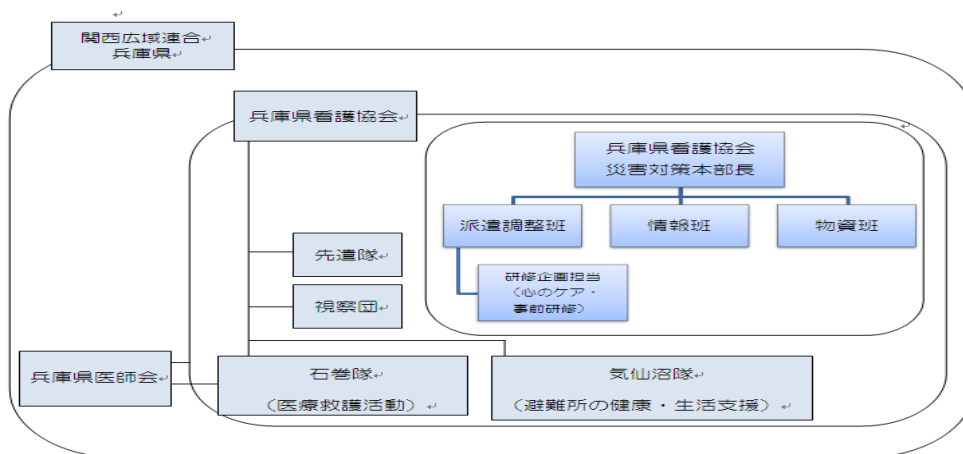 関西広域連合
兵庫県
兵庫県看護協会
兵庫県看護協会
災害対策本部長
派遣調整班
情報班
物資班
研修企画担当
（心のケア・
事前研修）
先遣隊
視察団
兵庫県医師会
石巻隊
（医療救護活動）
気仙沼隊
（避難所の健康・生活支援）